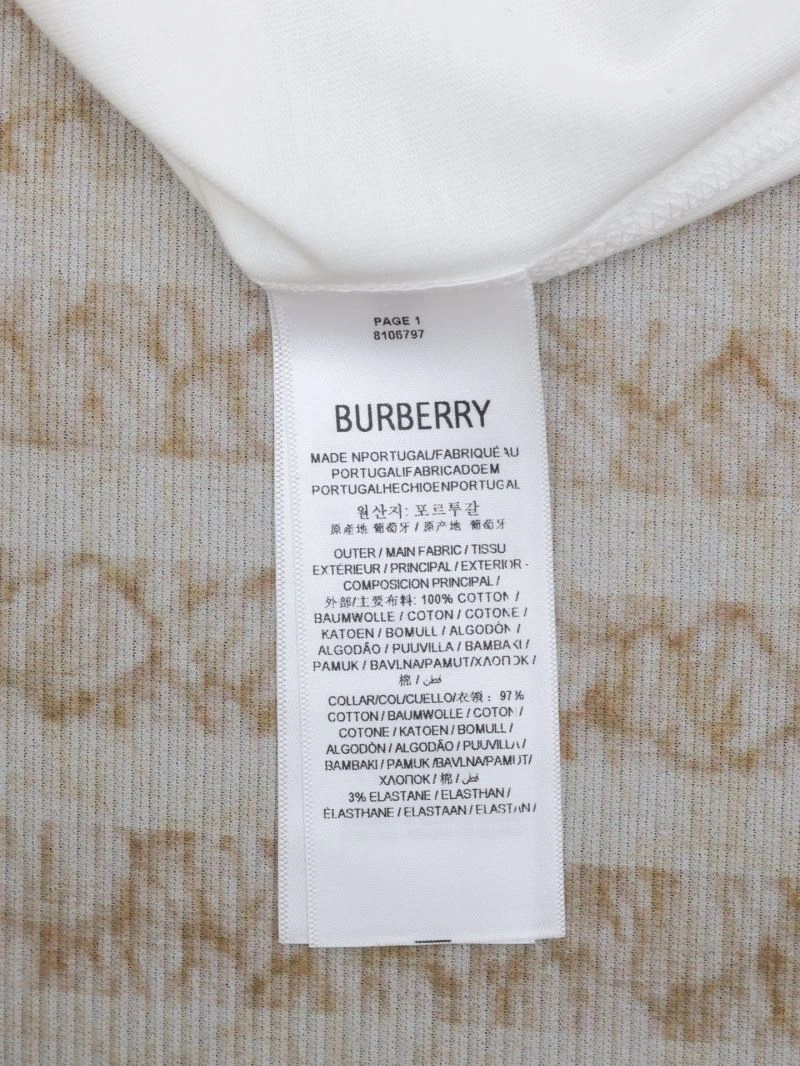 PAGE 1
8106797
BURBERRY
MADE NPORTUGAL/FABRIQUÉ AU
PORTUGALIFABRICADOEM
PORTUGALHECHIOENPORTUGAL
원산지: 포르투갈
原產地 葡萄牙 / 原产地 葡萄牙
OUTER / MAIN FABRIC / TISSU
EXTÉRIEUR / PRINCIPAL / EXTERIOR -
COMPOSICION PRINCIPAL /
外部/主要布料: 100% COTTON /
BAUMWOLLE / COTON / COTONE /
KATOEN / BOMULL / ALGODÓN /
ALGODÃO / PUUVILLA / BAMBAKI /
PAMUK / BAVLNA/PAMUT/ХЛОПОК /
棉 / قطن
COLLAR/COL/CUELLO/衣領 : 97%
COTTON / BAUMWOLLE / COTON /
COTONE / KATOEN / BOMULL /
ALGODÓN / ALGODÃO / PUUVILLA /
BAMBAKI / PAMUK /BAVLNA/PAMUT/
ХЛОПОК / 棉 / قطن
3% ELASTANE / ELASTHAN /
ÉLASTHANE / ELASTAAN / ELASTAN /